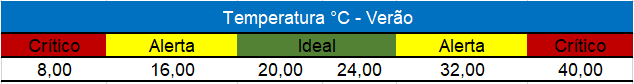 Temperatura °C - Verão
Crítico Alerta Ideal Alerta Crítico
8,00 16,00 20,00 24,00 32,00 40,00